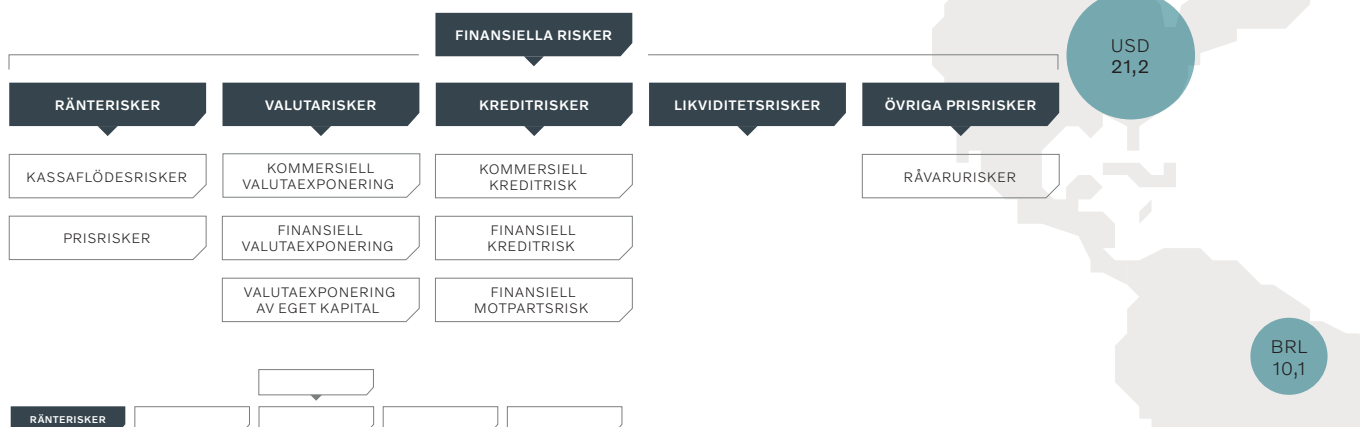 FINANSIELLA RISKER
RÄNTERISKER
VALUTARISKER
KREDITRISKER
LIKVIDITETSRISKER
ÖVRIGA PRISRISKER
KASSAFLÖDESRISKER
KOMMERSIELL
VALUTAEXPONERING
KOMMERSIELL
KREDITRISK
RÅVARURISKER
PRISRISKER
FINANSIELL
VALUTAEXPONERING
FINANSIELL
KREDITRISK
VALUTAEXPONERING
AV EGET KAPITAL
FINANSIELL
MOTPARTSRISK
RÄNTERISKER
USD
21,2
BRL
10,1